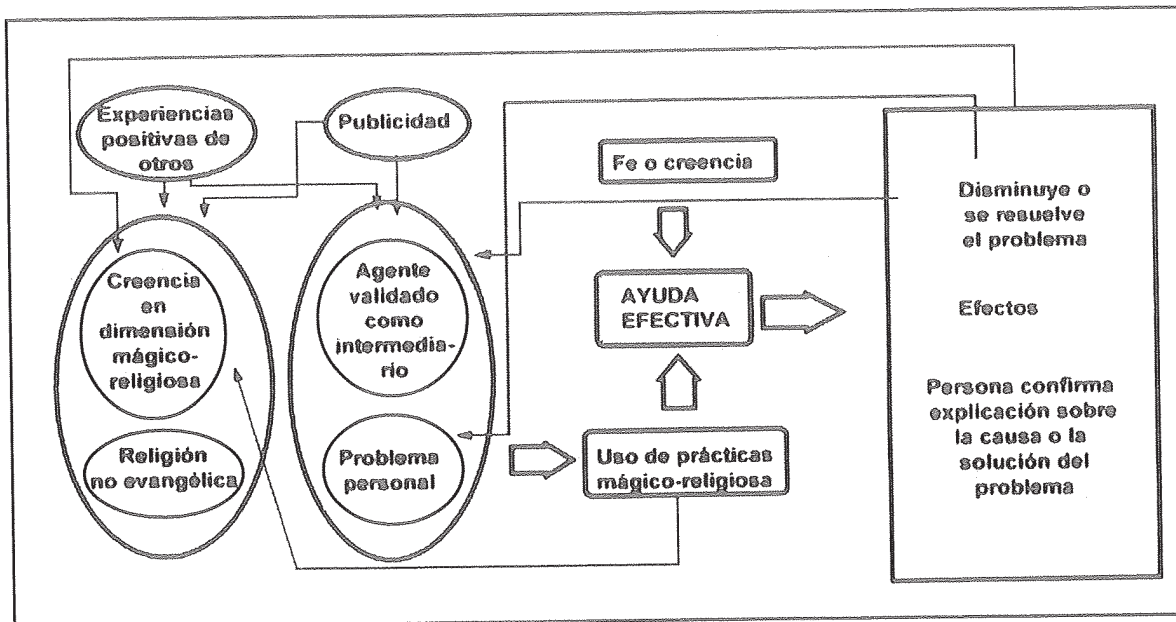 Experiencias
positivas de
otros
Publicidad
Fe o creencia
Disminuye o
se resuelve
el problema
Creencia
en
dimensión
mágico-
religiosa
Agente
validado
como
intermedia-
rio
AYUDA
EFECTIVA
Efectos
Persona confirma
explicación sobre
la causa o la
solución del
problema
Religión
no evangélica
Problema
personal
Uso de prácticas
mágico-religiosa